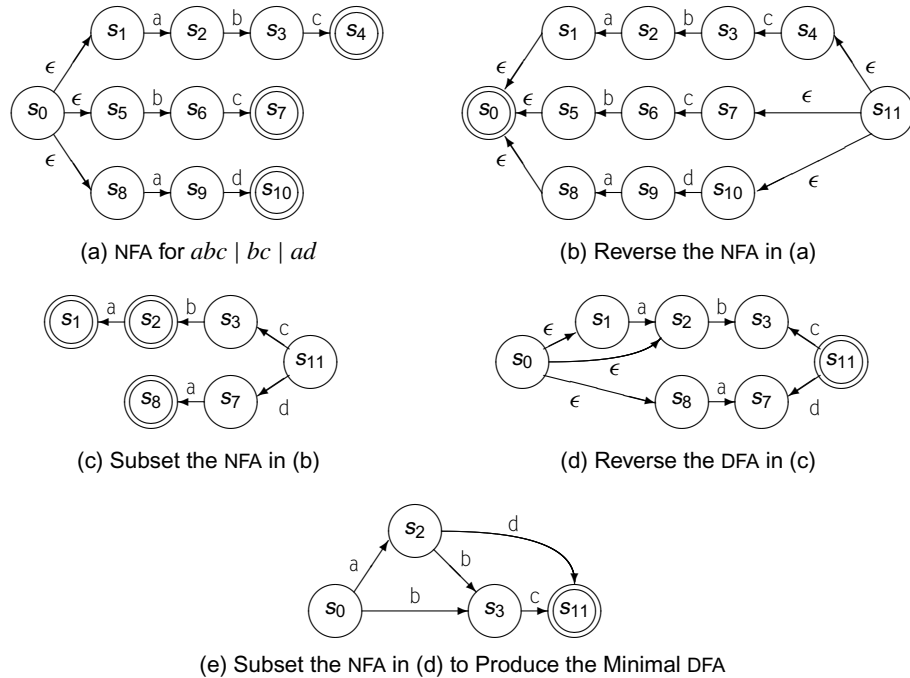 a b c
s1 s2 s3 s4
ϵ
s0 ϵ s5 b s6 c s7
ϵ
a d
s8 s9 s10
(a) NFA for abc | bc | ad
a b c
s1 s2 s3 s4
ϵ ϵ
s0 ϵ s5 b s6 c s7 ϵ s11
ϵ ϵ
a d
s8 s9 s10
(b) Reverse the NFA in (a)
a b
s1 s2 s3
c
s11
a
s8 s7 d
(c) Subset the NFA in (b)
ϵ s1 a s2 b s3
c
s0 ϵ s11
ϵ s8 a s7 d
(d) Reverse the DFA in (c)
s2 d
a b
s0 b s3 c s11
(e) Subset the NFA in (d) to Produce the Minimal DFA